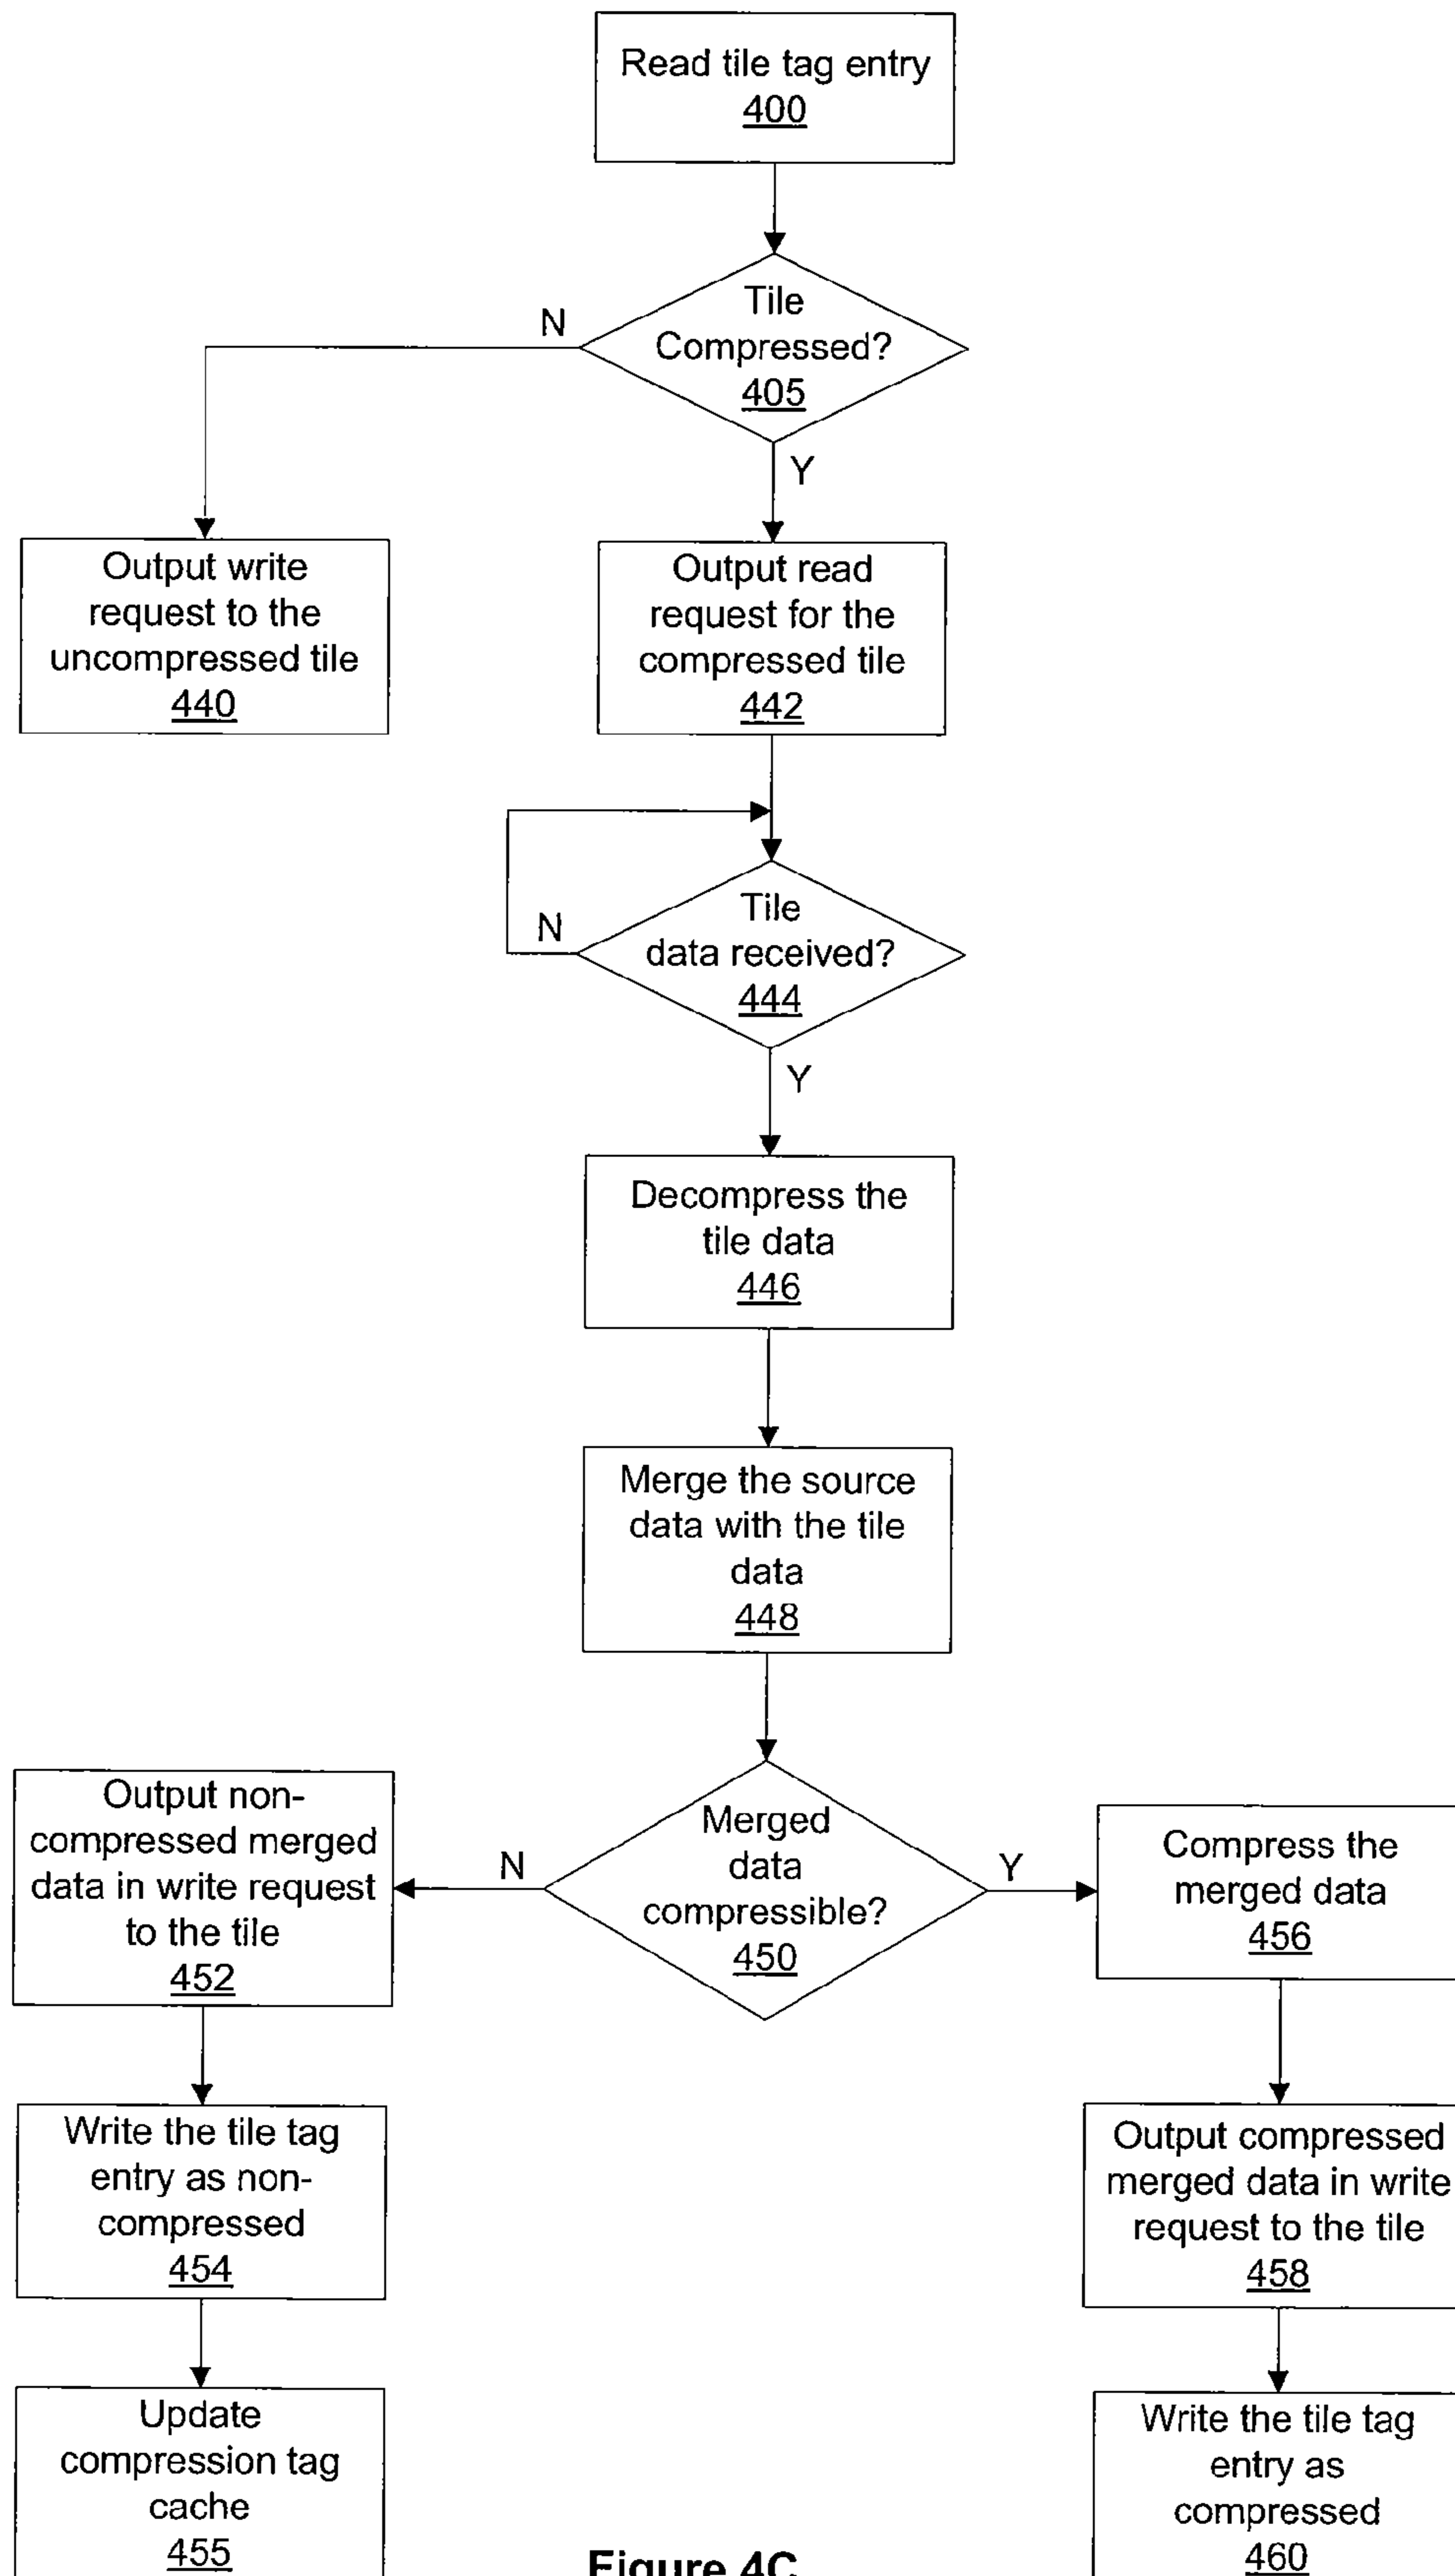 Read tile tag entry
400
Tile
Compressed?
405
N
Y
Output write
request to the
uncompressed tile
440
Output read
request for the
compressed tile
442
Tile
data received?
444
N
Y
Decompress the
tile data
446
Merge the source
data with the tile
data
448
Merged
data
compressible?
450
N
Y
Output non-
compressed merged
data in write request
to the tile
452
Compress the
merged data
456
Write the tile tag
entry as non-
compressed
454
Output compressed
merged data in write
request to the tile
458
Update
compression tag
cache
455
Write the tile tag
entry as
compressed
460
Figure 4C